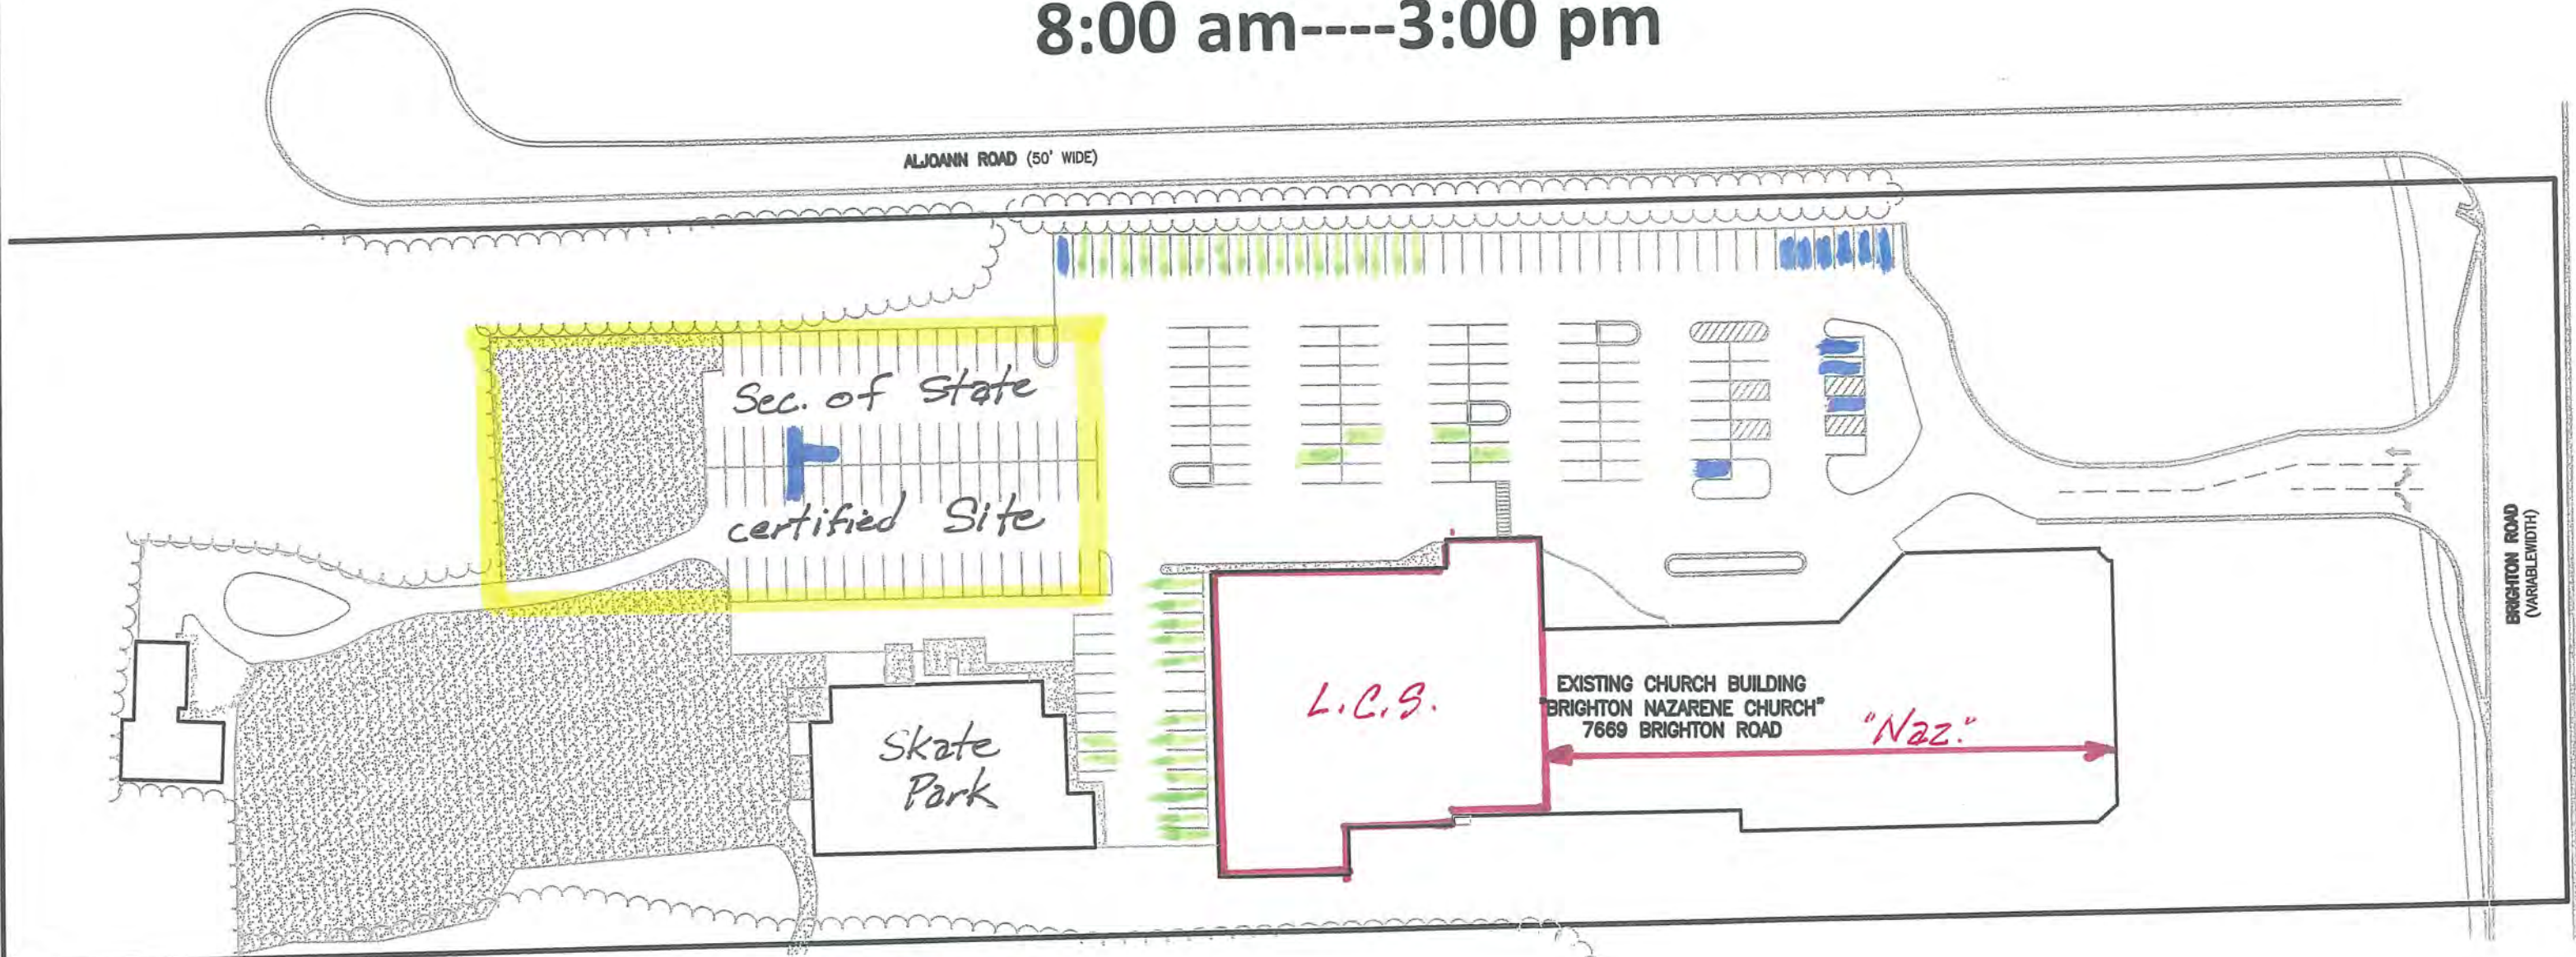 8:00 am----3:00 pm
ALJOANN ROAD (50' WIDE)
Sec. of State
certified Site
BRIGHTON ROAD
(VARIABLEWIDTH)
L.C.S.
EXISTING CHURCH BUILDING
"BRIGHTON NAZARENE CHURCH"
7669 BRIGHTON ROAD
"Naz."
Skate
Park